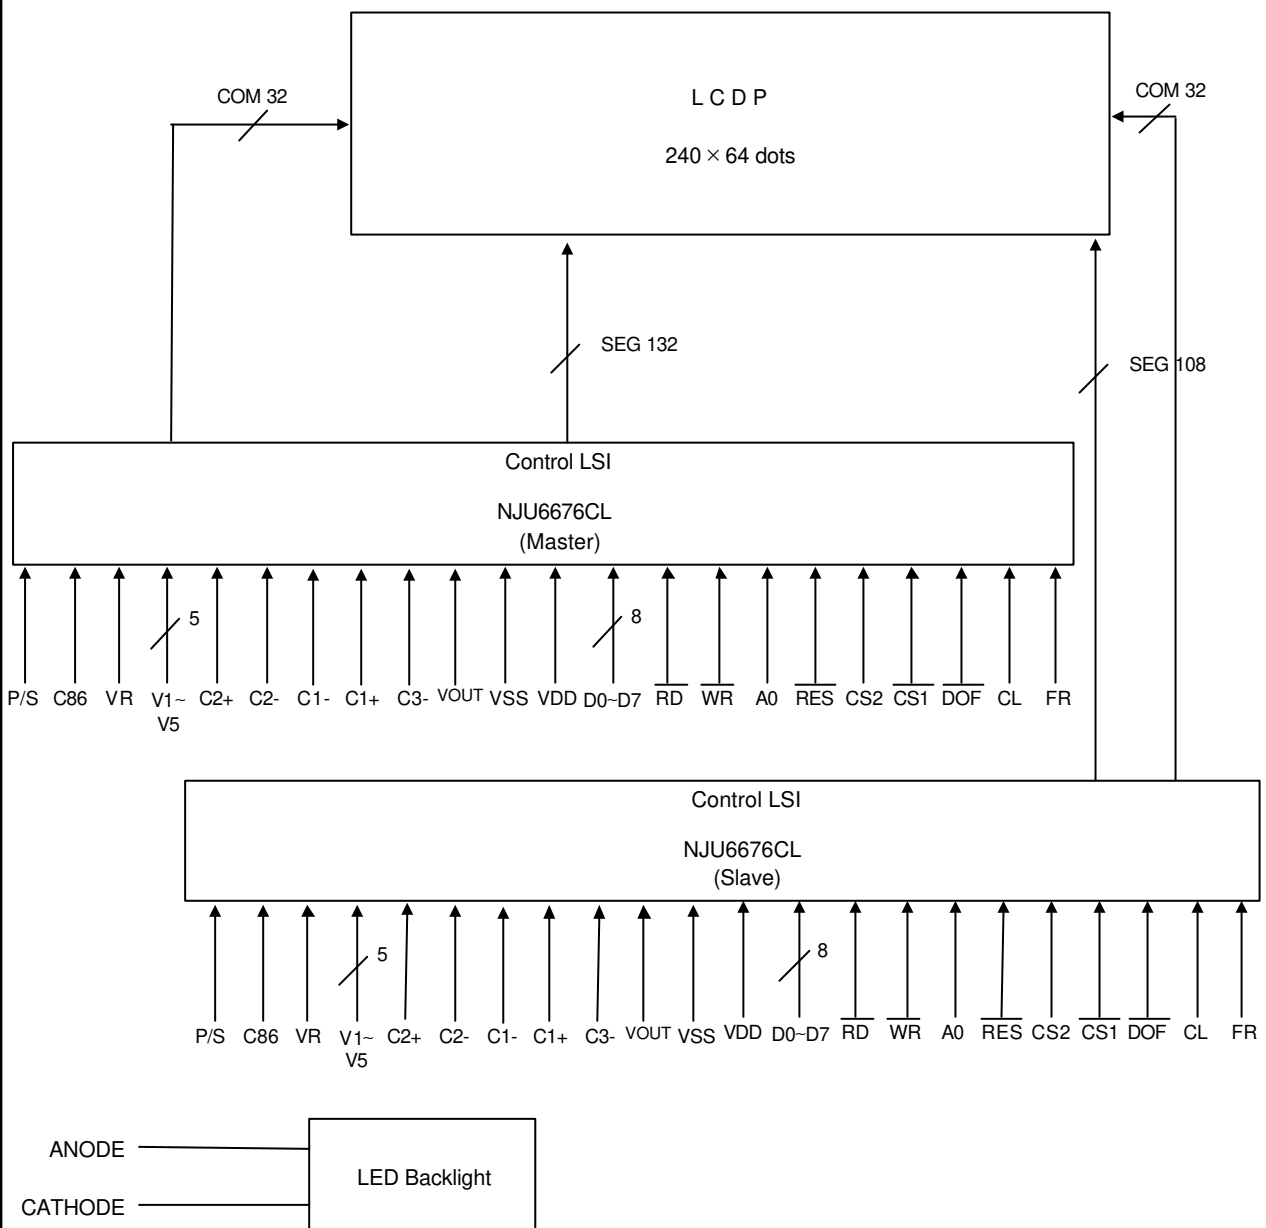 COM 32
L C D P
COM 32
240 × 64 dots
SEG 132
SEG 108
Control LSI
NJU6676CL
(Master)
5
8
P/S C86 VR V1~ C2+ C2- C1- C1+ C3- VOUT VSS VDD D0~D7 RD WR A0 RES CS2 CS1 DOF CL FR
V5
Control LSI
NJU6676CL
(Slave)
5
8
P/S C86 VR V1~ C2+ C2- C1- C1+ C3- VOUT VSS VDD D0~D7 RD WR A0 RES CS2 CS1 DOF CL FR
V5
ANODE
LED Backlight
CATHODE